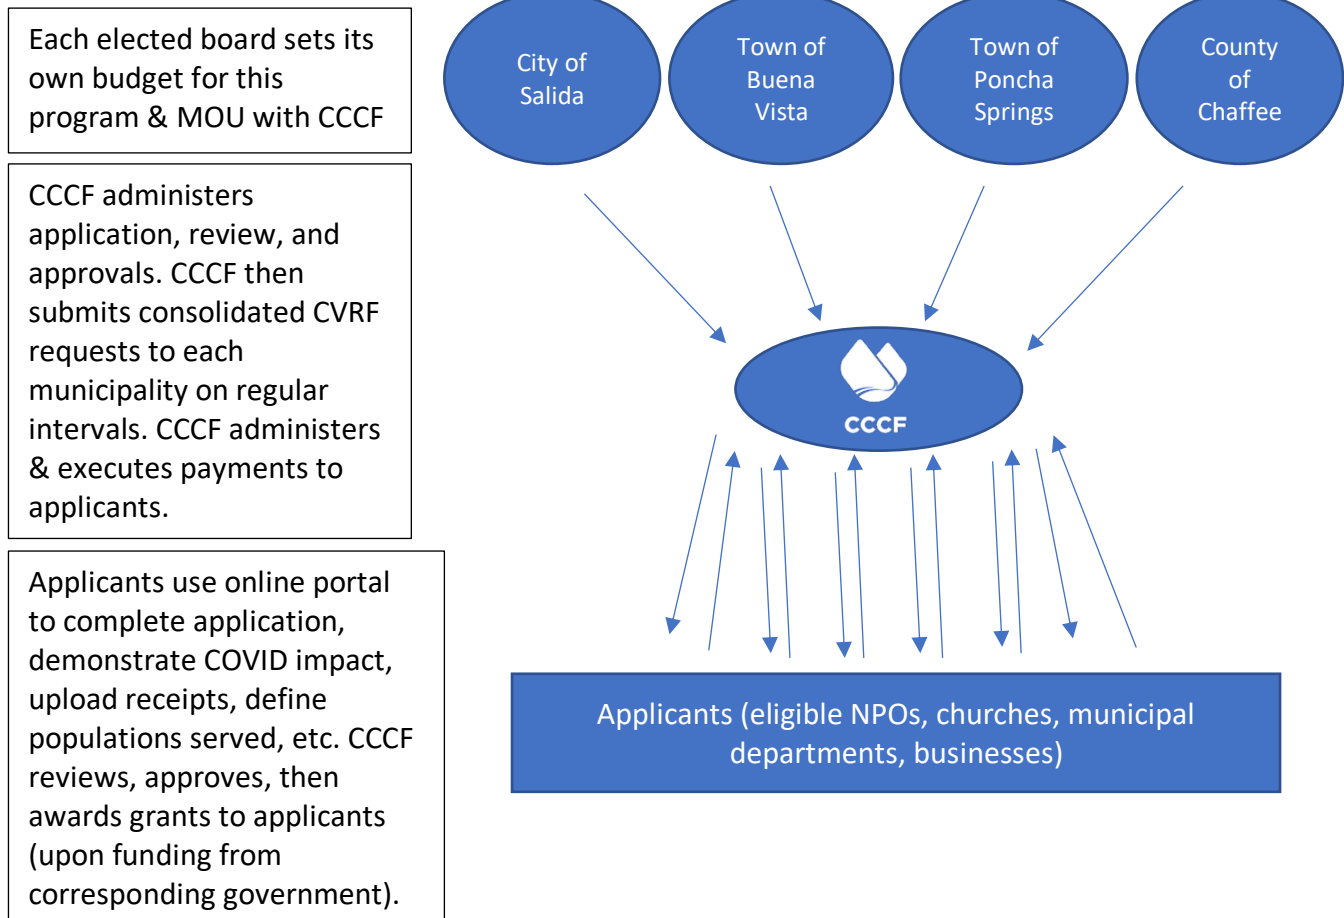 Each elected board sets its
own budget for this
program & MOU with CCCF
City of
Salida
Town of
Buena
Vista
Town of
Poncha
Springs
County
of
Chaffee
CCCF administers
application, review, and
approvals. CCCF then
submits consolidated CVRF
requests to each
municipality on regular
intervals. CCCF administers
& executes payments to
applicants.
CCCF
Applicants use online portal
to complete application,
demonstrate COVID impact,
upload receipts, define
populations served, etc. CCCF
reviews, approves, then
awards grants to applicants
(upon funding from
corresponding government).
Applicants (eligible NPOs, churches, municipal
departments, businesses)